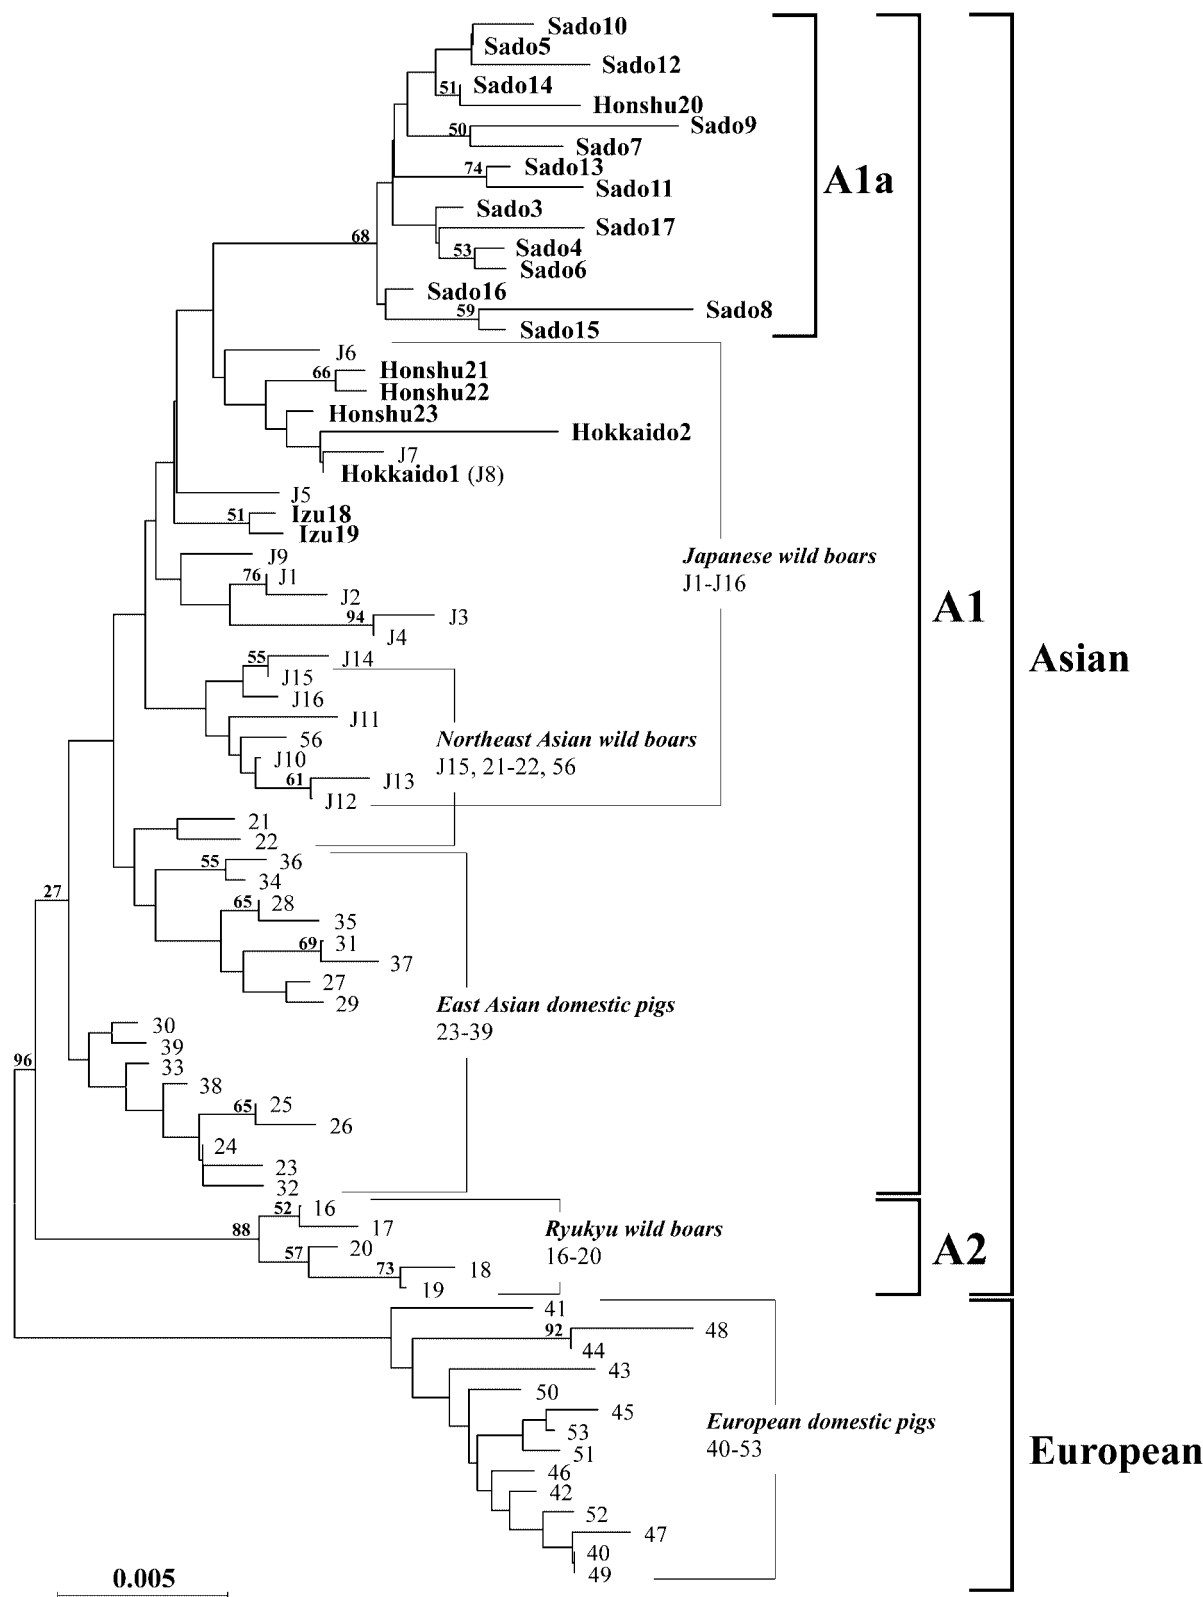 Sado10
Sado5
Sado12
51
Sado14
Honshu20
50
Sado9
Sado7
74
Sado13
Sado11
A1a
Sado3
Sado17
68
53
Sado4
Sado6
Sado16
59
Sado8
Sado15
J6
66
Honshu21
Honshu22
Honshu23
Hokkaido2
J7
Hokkaido1 (J8)
J5
51
Izu18
Izu19
J9
Japanese wild boars
J1-J16
76
J1
J2
94
J3
J4
A1
Asian
55
J14
J15
J16
J11
56
Northeast Asian wild boars
J15, 21-22, 56
J10
61
J13
J12
21
22
55
36
34
27
65
28
35
69
31
37
27
29
East Asian domestic pigs
23-39
30
39
96
33
38
65
25
26
24
23
32
52
16
88
17
Ryukyu wild boars
16-20
57
20
73
18
19
A2
41
92
48
44
43
50
45
53
European domestic pigs
40-53
51
46
42
European
52
47
40
49
0.005